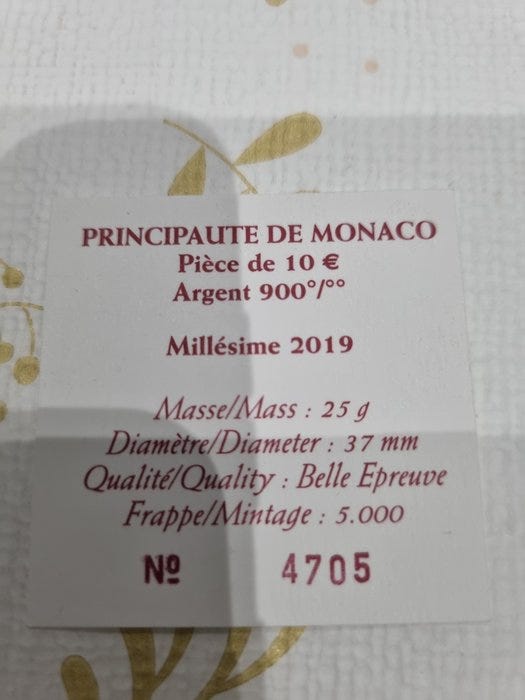 PRINCIPAUTE DE MONACO
Pièce de 10 €
Argent 900°/°°
Millésime 2019
Masse/Mass : 25 g
Diamètre/Diameter : 37 mm
Qualité/Quality : Belle Epreuve
Frappe/Mintage : 5.000
Nº 4705